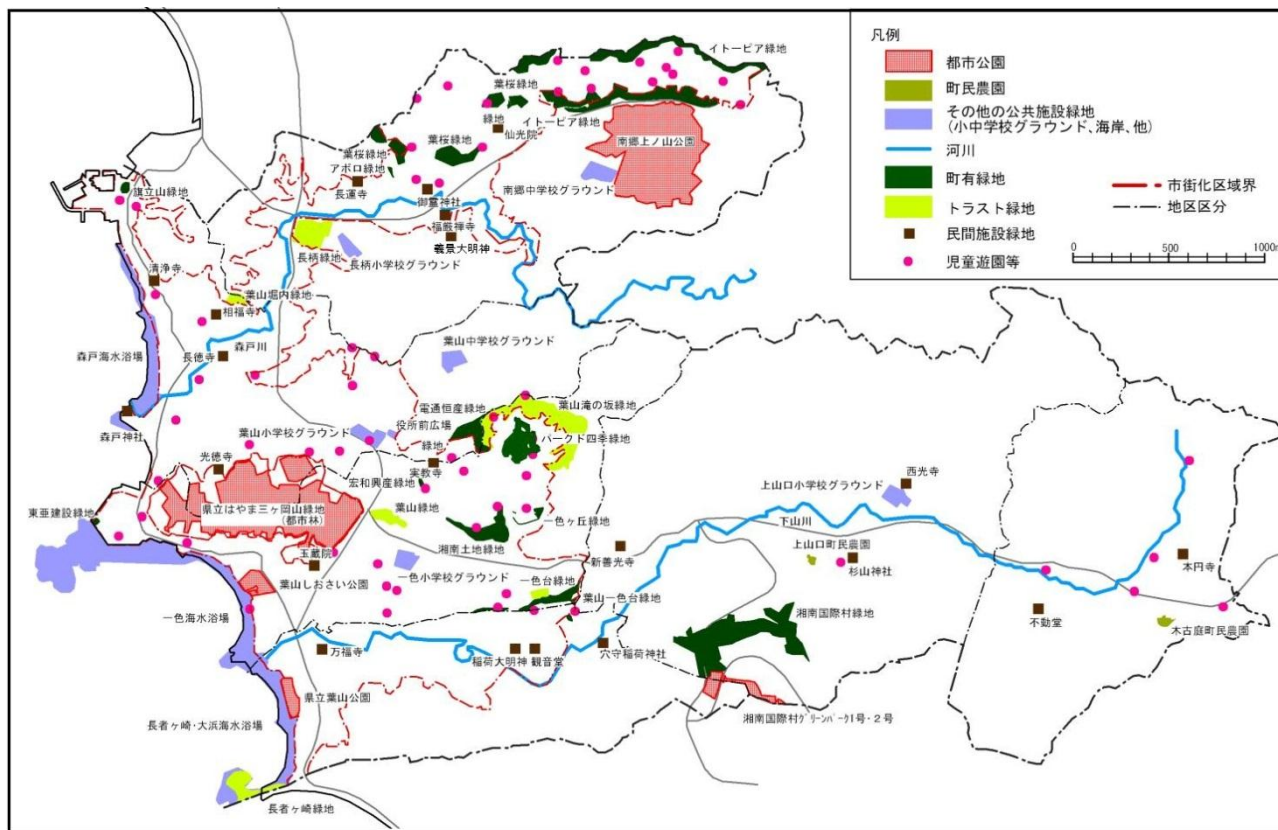 凡例
都市公園
町民農園
その他の公共施設緑地
(小中学校グラウンド、海岸、他)
河川
町有緑地
トラスト緑地
民間施設緑地
児童遊園等
市街化区域界
地区区分
0 500 1000m
イトーピア緑地
葉桜緑地
緑地
イトーピア緑地
仙光院
南郷上ノ山公園
葉桜緑地
葉桜緑地
アポロ緑地
長運寺
南郷中学校グラウンド
旗立山緑地
御霊神社
福厳禅寺
義景大明神
長柄緑地
長柄小学校グラウンド
清浄寺
葉山堀内緑地
相福寺
森戸川
森戸海水浴場
長徳寺
葉山中学校グラウンド
電通恒産緑地
葉山滝の坂緑地
役所前広場
森戸神社
葉山小学校グラウンド
パークド四季緑地
緑地
光徳寺
実教寺
宏和興産緑地
西光寺
上山口小学校グラウンド
県立はやま三ヶ岡山緑地
(都市林)
東亜建設緑地
葉山緑地
一色ヶ丘緑地
下山川
湘南土地緑地
上山口町民農園
新善光寺
玉蔵院
杉山神社
本円寺
葉山しおさい公園
一色小学校グラウンド
一色台緑地
葉山一色台緑地
一色海水浴場
湘南国際村緑地
不動堂
木古庭町民農園
万福寺
稲荷大明神
観音堂
穴守稲荷神社
県立葉山公園
長者ヶ崎・大浜海水浴場
湘南国際村グリーンパーク1号・2号
長者ヶ崎緑地